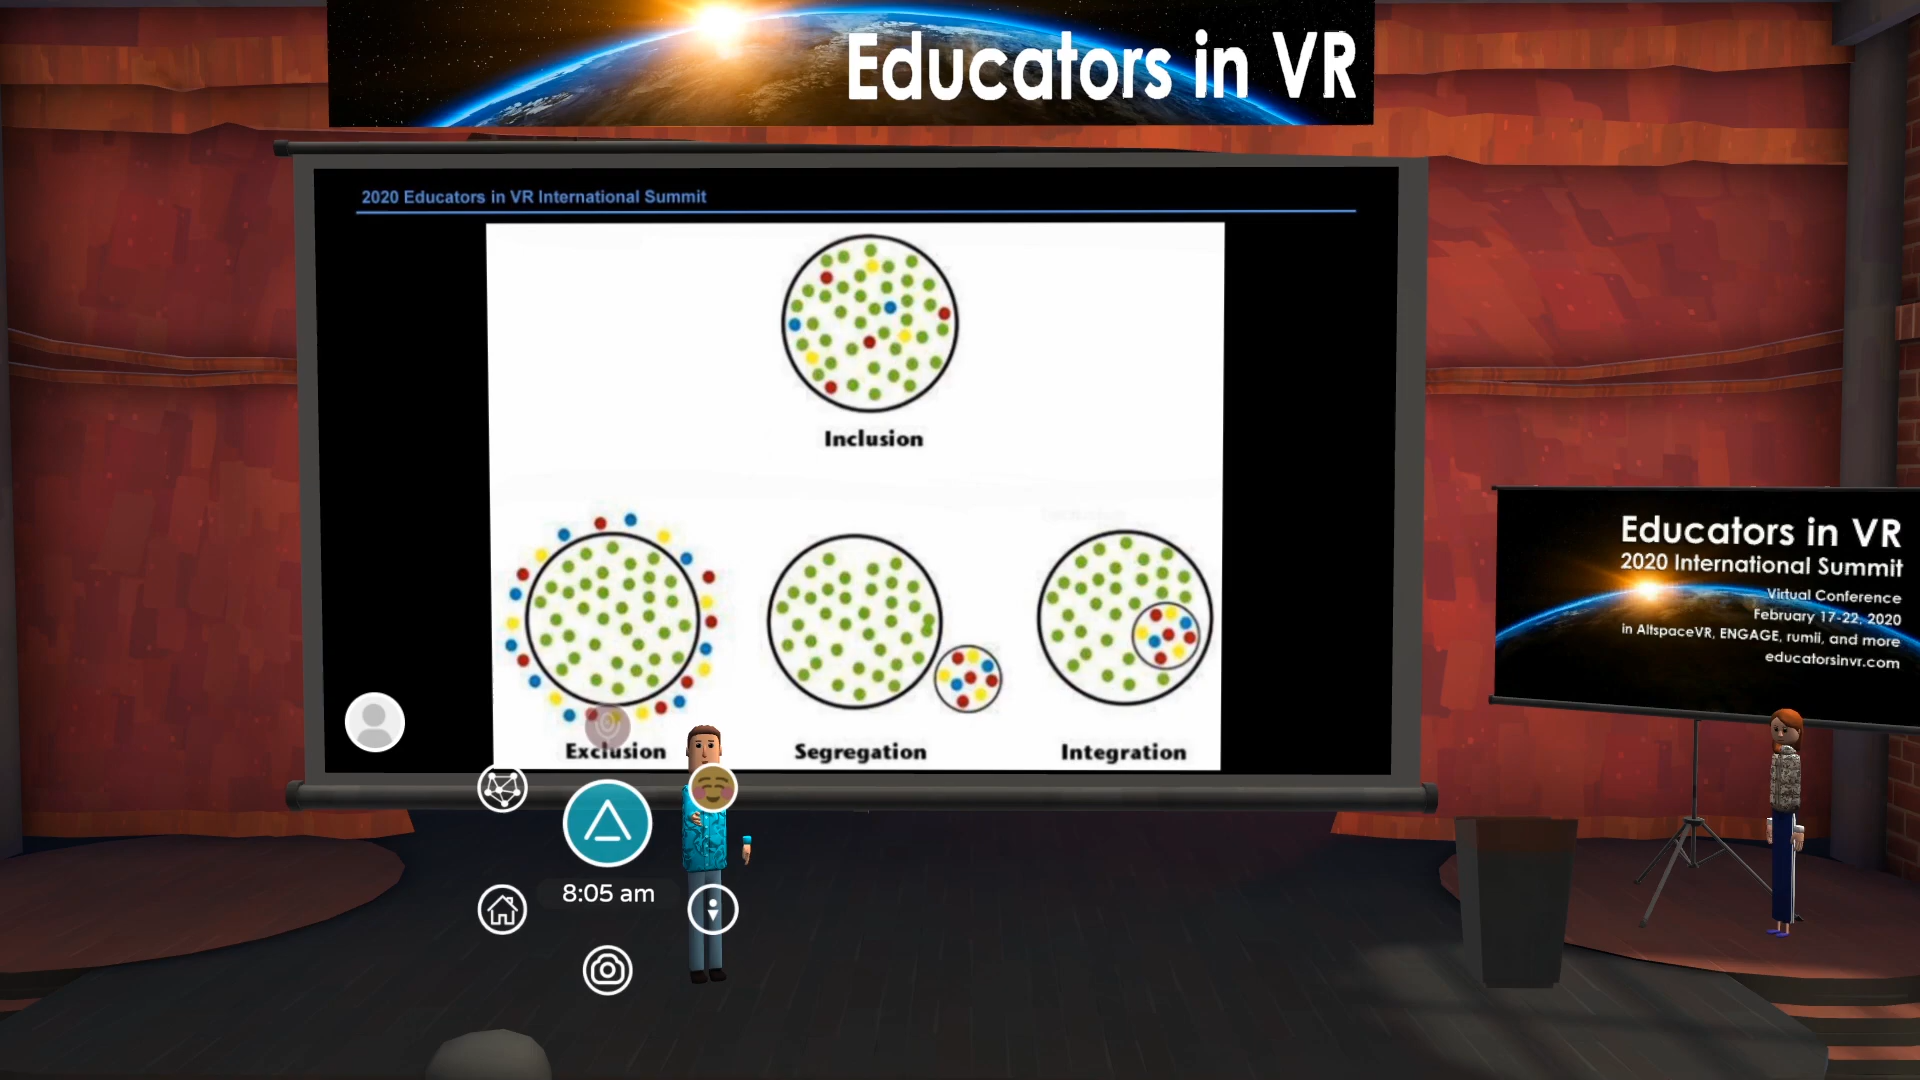 Educators in VR
2020 Educators in VR International Summit
Inclusion
Exclusion
Segregation
Integration
Educators in VR
2020 International Summit
Virtual Conference
February 17-22, 2020
in AltspaceVR, ENGAGE, rumii, and more
educatorsinvr.com
8:05 am